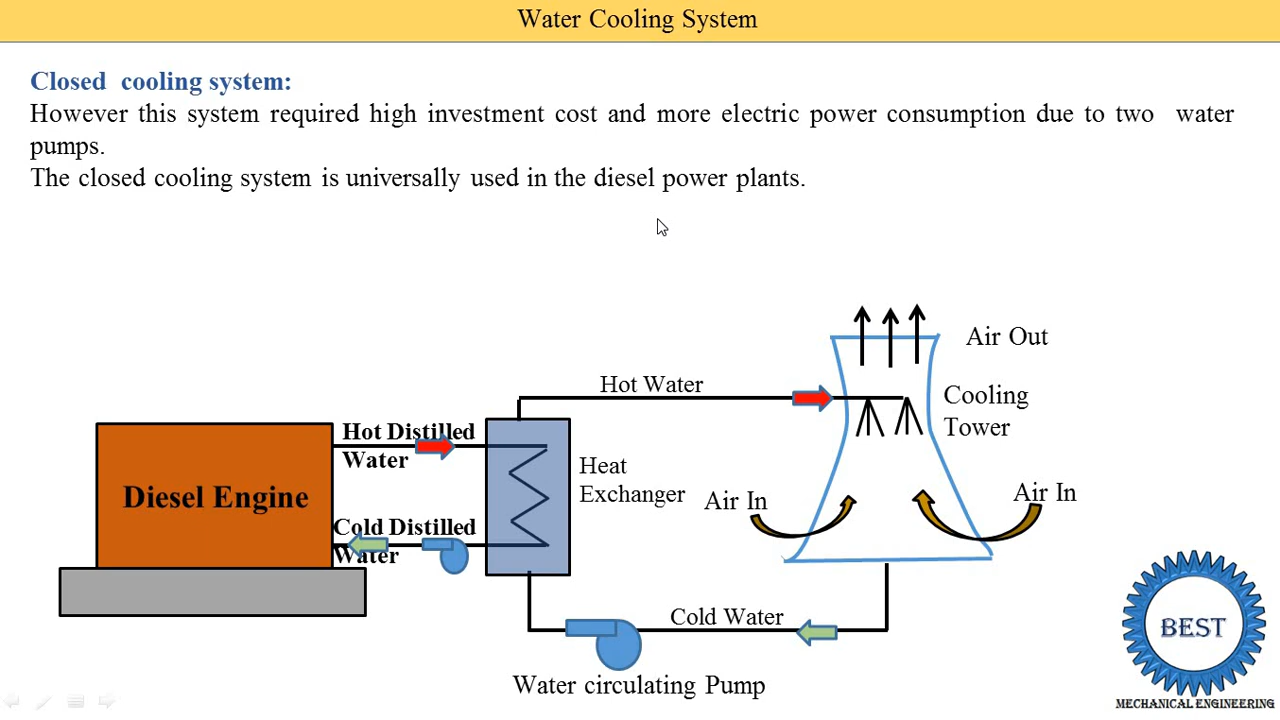 Water Cooling System
Closed cooling system:
However this system required high investment cost and more electric power consumption due to two water
pumps.
The closed cooling system is universally used in the diesel power plants.
Air Out
Hot Water
Cooling
Tower
Hot Distilled
Water
Heat
Exchanger
Diesel Engine
Air In
Air In
Cold Distilled
Water
Cold Water
Water circulating Pump
BEST
MECHANICAL ENGINEERING